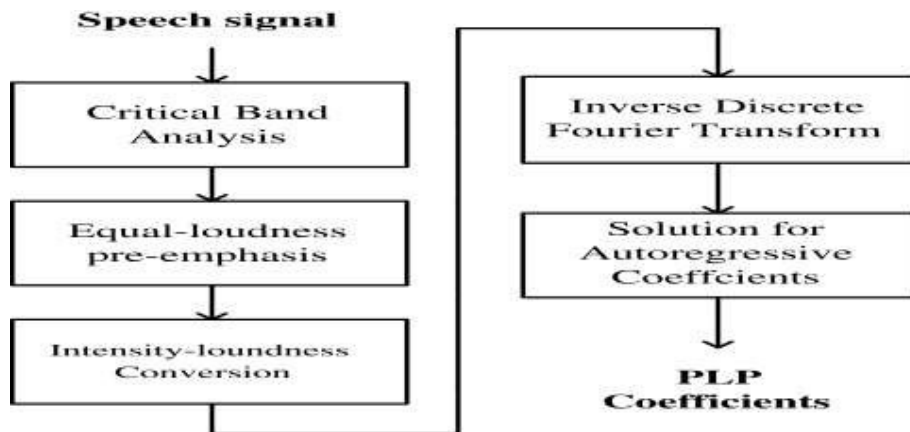 Speech signal
Critical Band
Analysis
Equal-loudness
pre-emphasis
Intensity-loundness
Conversion
Inverse Discrete
Fourier Transform
Solution for
Autoregressive
Coeffcients
PLP
Coefficients